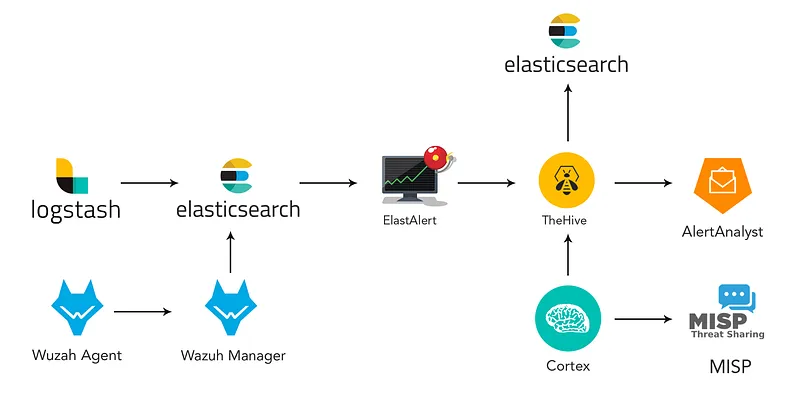 elasticsearch
logstash
elasticsearch
ElastAlert
TheHive
AlertAnalyst
Wuzah Agent
Wazuh Manager
Cortex
MISP
Threat Sharing
MISP